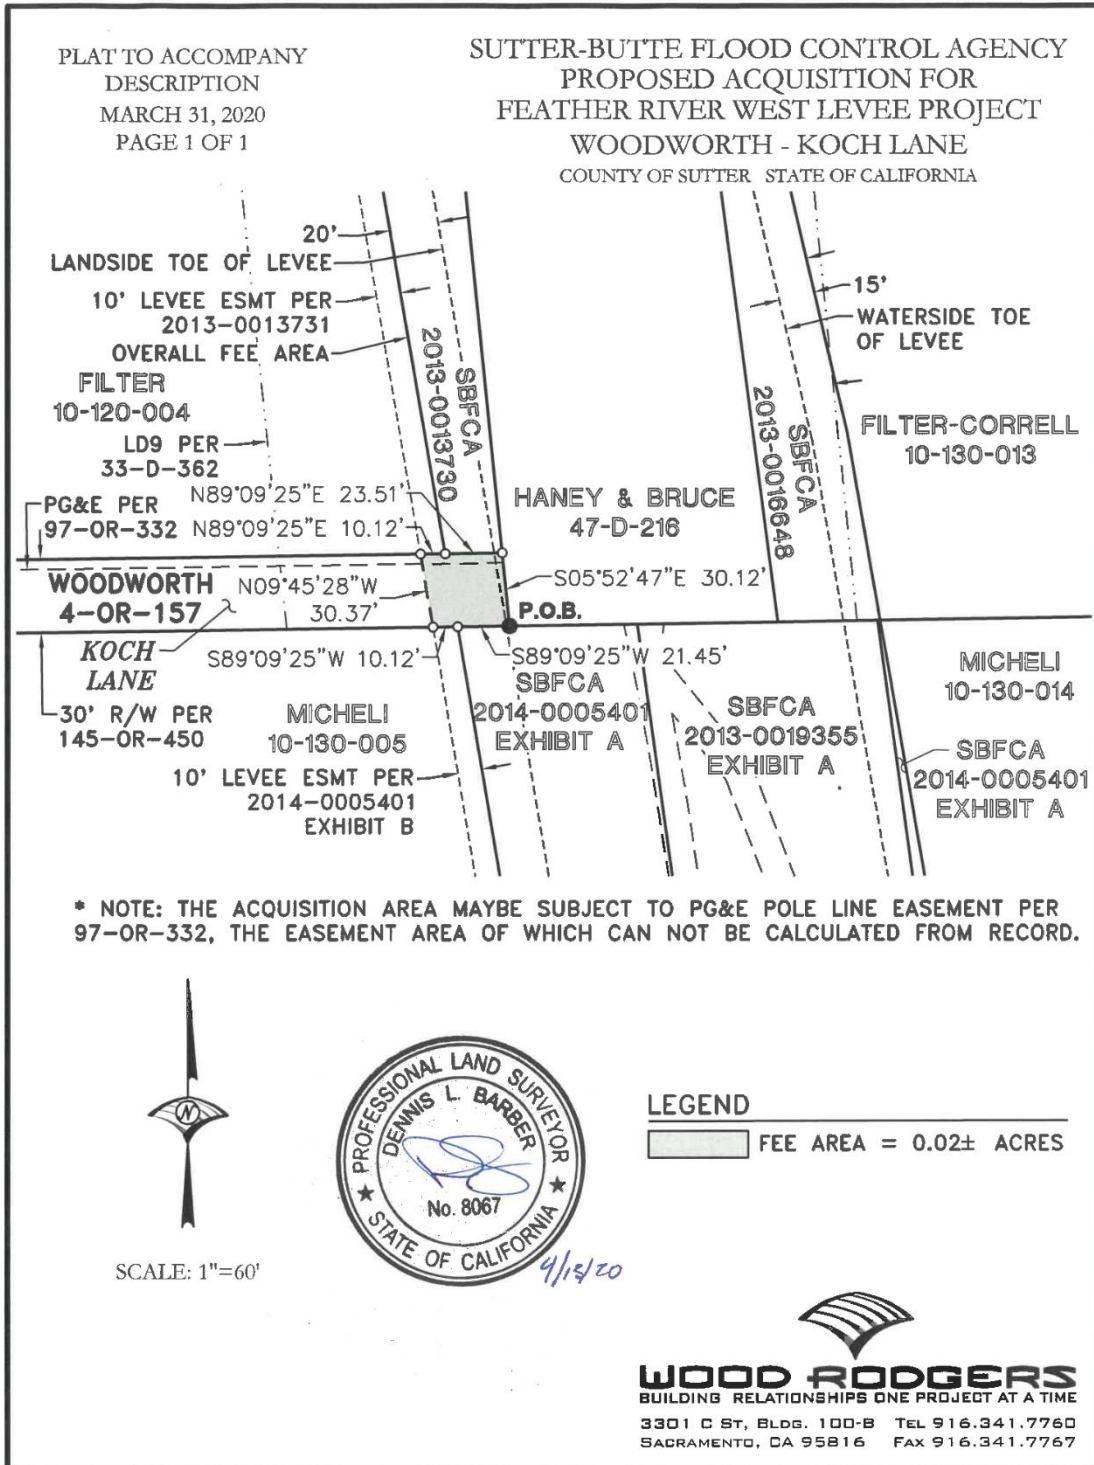 PLAT TO ACCOMPANY
DESCRIPTION
MARCH 31, 2020
PAGE 1 OF 1
SUTTER-BUTTE FLOOD CONTROL AGENCY
PROPOSED ACQUISITION FOR
FEATHER RIVER WEST LEVEE PROJECT
WOODWORTH - KOCH LANE
COUNTY OF SUTTER STATE OF CALIFORNIA
20'
LANDSIDE TOE OF LEVEE
10' LEVEE ESMT PER
2013-0013731
OVERALL FEE AREA
FILTER
10-120-004
LD9 PER
33-D-362
PG&E PER
97-OR-332
N89°09'25"E 23.51'
N89°09'25"E 10.12'
SBFCA
2013-0013730
HANEY & BRUCE
47-D-216
SBFCA
2013-0016648
15'
WATERSIDE TOE
OF LEVEE
FILTER-CORRELL
10-130-013
WOODWORTH
4-OR-157
N09°45'28"W
30.37'
S05°52'47"E 30.12'
P.O.B.
KOCH
LANE
S89°09'25"W 10.12'
S89°09'25"W 21.45'
30' R/W PER
145-OR-450
MICHELI
10-130-005
SBFCA
2014-0005401
EXHIBIT A
SBFCA
2013-0019355
EXHIBIT A
MICHELI
10-130-014
SBFCA
2014-0005401
EXHIBIT A
10' LEVEE ESMT PER
2014-0005401
EXHIBIT B
* NOTE: THE ACQUISITION AREA MAYBE SUBJECT TO PG&E POLE LINE EASEMENT PER
97-OR-332, THE EASEMENT AREA OF WHICH CAN NOT BE CALCULATED FROM RECORD.
N
SCALE: 1"=60'
PROFESSIONAL LAND SURVEYOR
DENNIS L. BARBER
No. 8067
STATE OF CALIFORNIA
4/15/20
LEGEND
FEE AREA = 0.02± ACRES
WOOD RODGERS
BUILDING RELATIONSHIPS ONE PROJECT AT A TIME
3301 C ST, BLDG. 100-B TEL 916.341.7760
SACRAMENTO, CA 95816 FAX 916.341.7767